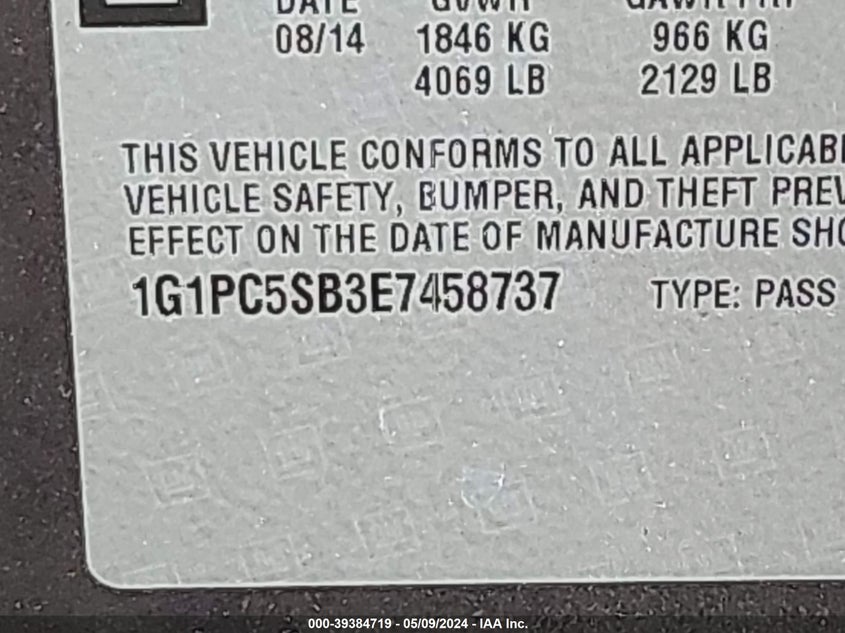 DATE GVWR GAWR FRT
08/14 1846 KG 966 KG
4069 LB 2129 LB
THIS VEHICLE CONFORMS TO ALL APPLICABL
VEHICLE SAFETY, BUMPER, AND THEFT PREV
EFFECT ON THE DATE OF MANUFACTURE SHO
1G1PC5SB3E7458737 TYPE: PASS
000-39384719 - 05/09/2024 - IAA Inc.